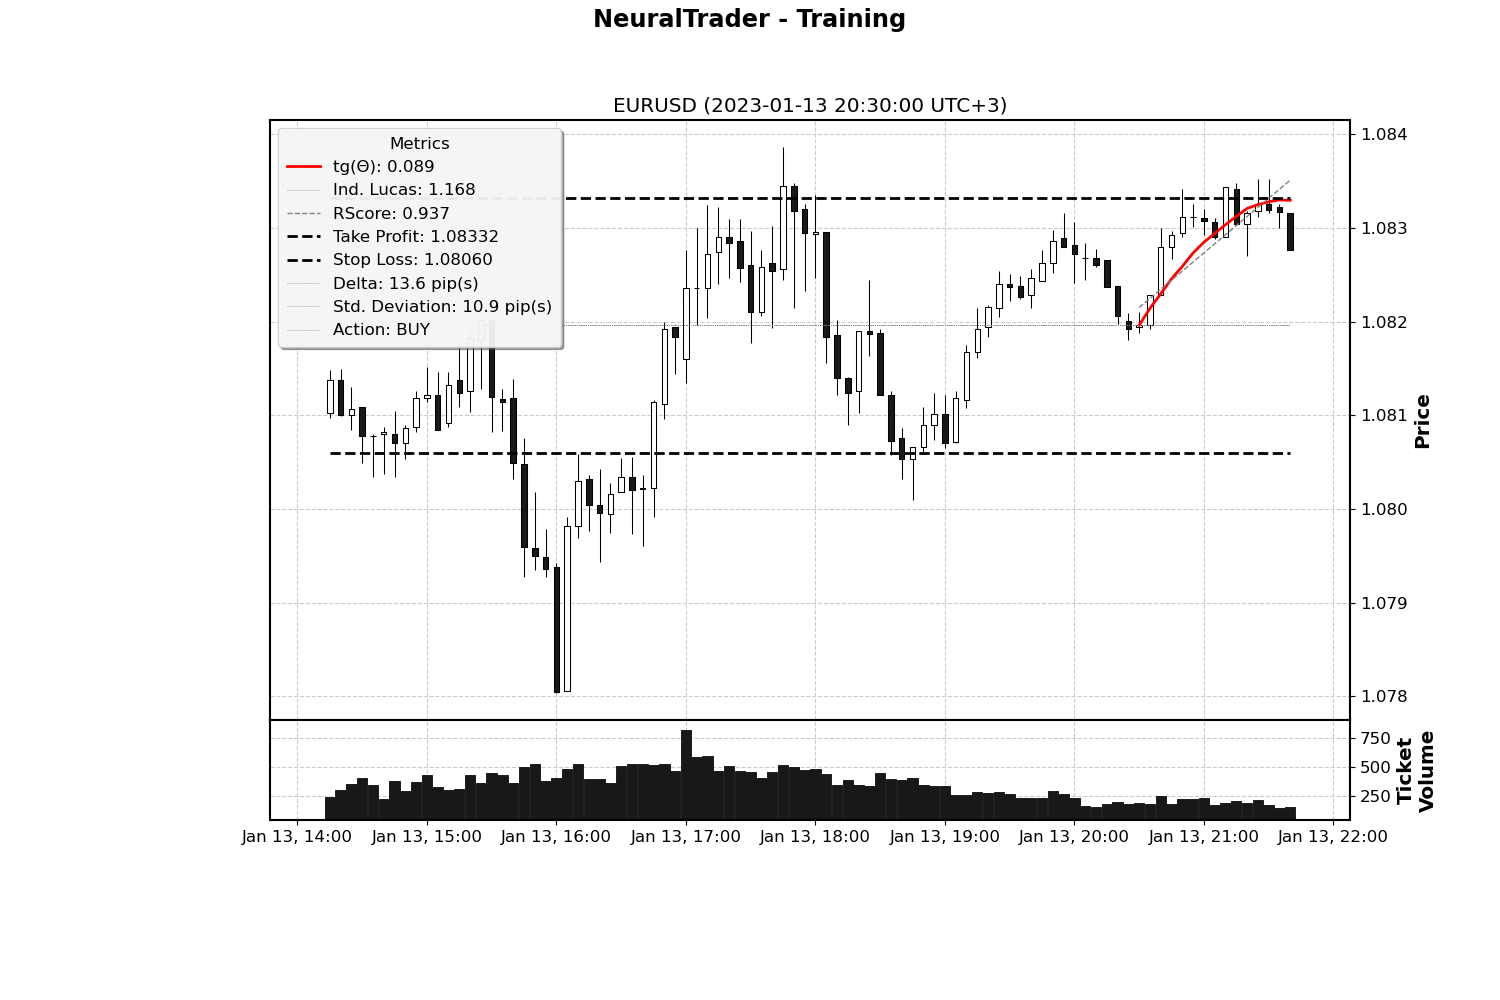 NeuralTrader - Training
EURUSD (2023-01-13 20:30:00 UTC+3)
Metrics
tg(Θ): 0.089
Ind. Lucas: 1.168
RScore: 0.937
Take Profit: 1.08332
Stop Loss: 1.08060
Delta: 13.6 pip(s)
Std. Deviation: 10.9 pip(s)
Action: BUY
1.084
1.083
1.082
1.081
1.080
1.079
1.078
Price
750
500
250
Ticket
Volume
Jan 13, 14:00
Jan 13, 15:00
Jan 13, 16:00
Jan 13, 17:00
Jan 13, 18:00
Jan 13, 19:00
Jan 13, 20:00
Jan 13, 21:00
Jan 13, 22:00